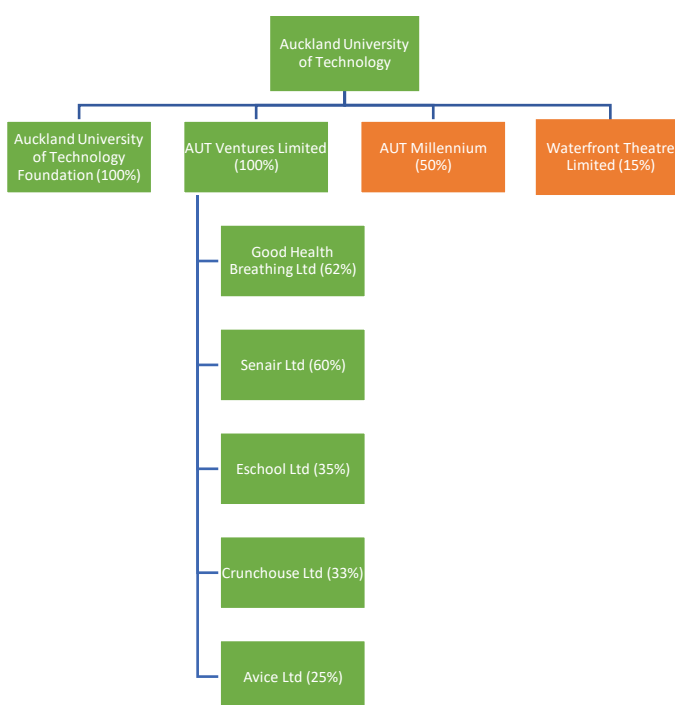 Auckland University
of Technology
Auckland University
of Technology
Foundation (100%)
AUT Ventures Limited
(100%)
AUT Millennium
(50%)
Waterfront Theatre
Limited (15%)
Good Health
Breathing Ltd (62%)
Senair Ltd (60%)
Eschool Ltd (35%)
Crunchouse Ltd (33%)
Avice Ltd (25%)